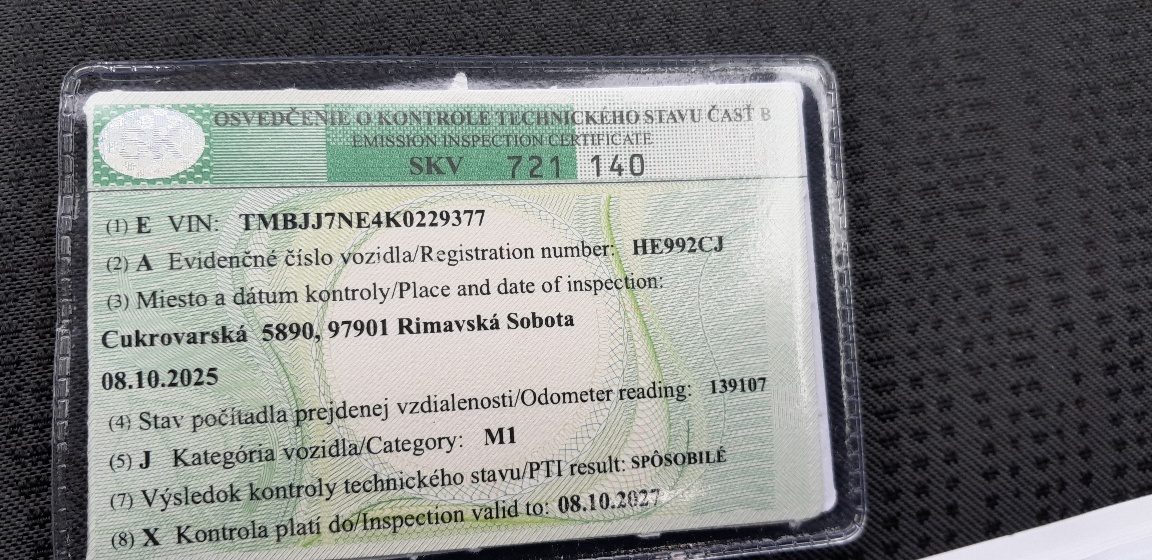 SK
OSVEDČENIE O KONTROLE TECHNICKÉHO STAVU ČASŤ B
EMISSION INSPECTION CERTIFICATE
SKV 721 140
(1) E VIN: TMBJJ7NE4K0229377
(2) A Evidenčné číslo vozidla/Registration number: HE992CJ
(3) Miesto a dátum kontroly/Place and date of inspection:
Cukrovarská 5890, 97901 Rimavská Sobota
08.10.2025
(4) Stav počítadla prejdenej vzdialenosti/Odometer reading: 139107
(5) J Kategória vozidla/Category: M1
(7) Výsledok kontroly technického stavu/PTI result: SPÔSOBILÉ
(8) X Kontrola platí do/Inspection valid to: 08.10.2027